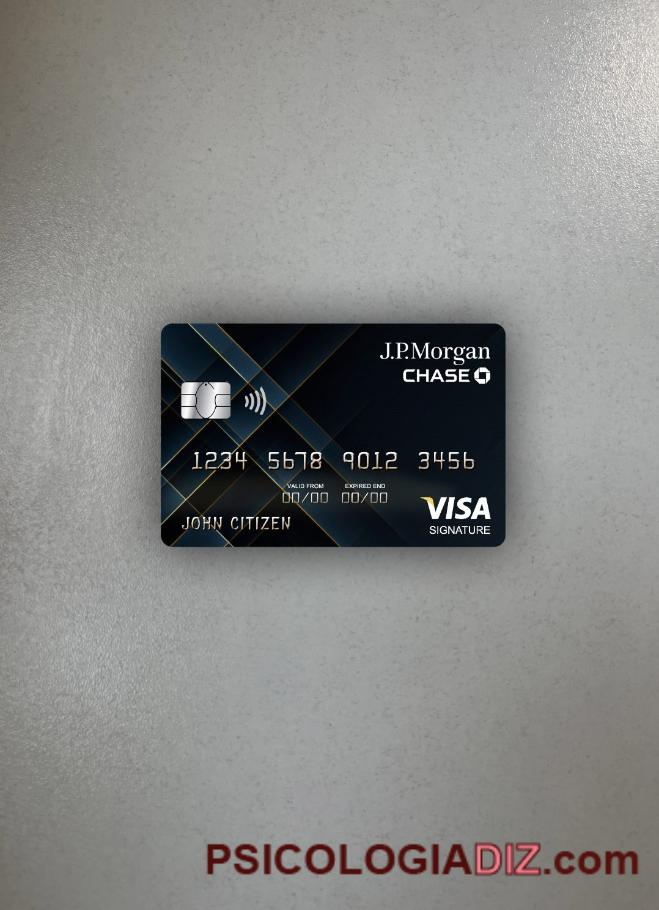 J.P.Morgan
CHASE
1234 5678 9012 3456
VALID FROM EXPIRED END
00/00 00/00
JOHN CITIZEN
VISA
SIGNATURE
PSICOLOGIADIZ.com